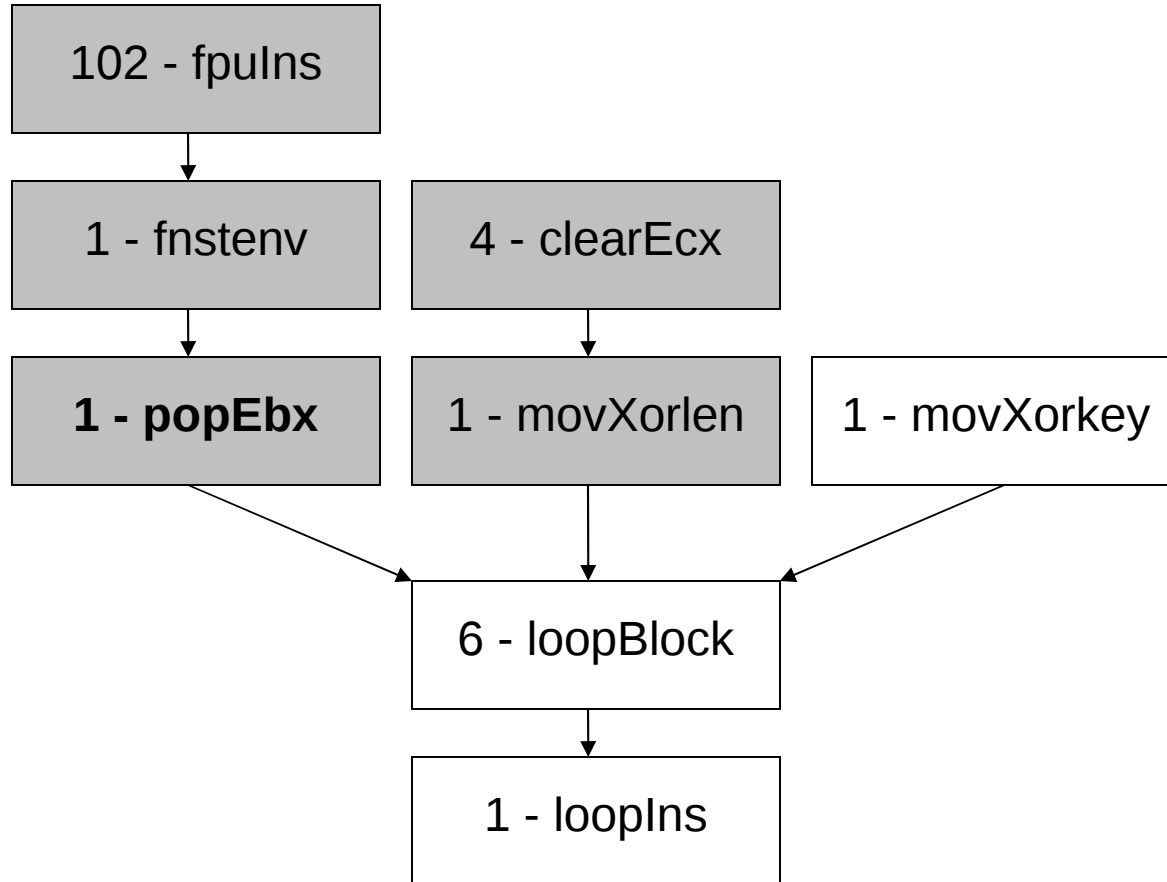 102 - fpuIns
1 - fnstenv
4 - clearEcx
1 - popEbx
1 - movXorlen
1 - movXorkey
6 - loopBlock
1 - loopIns